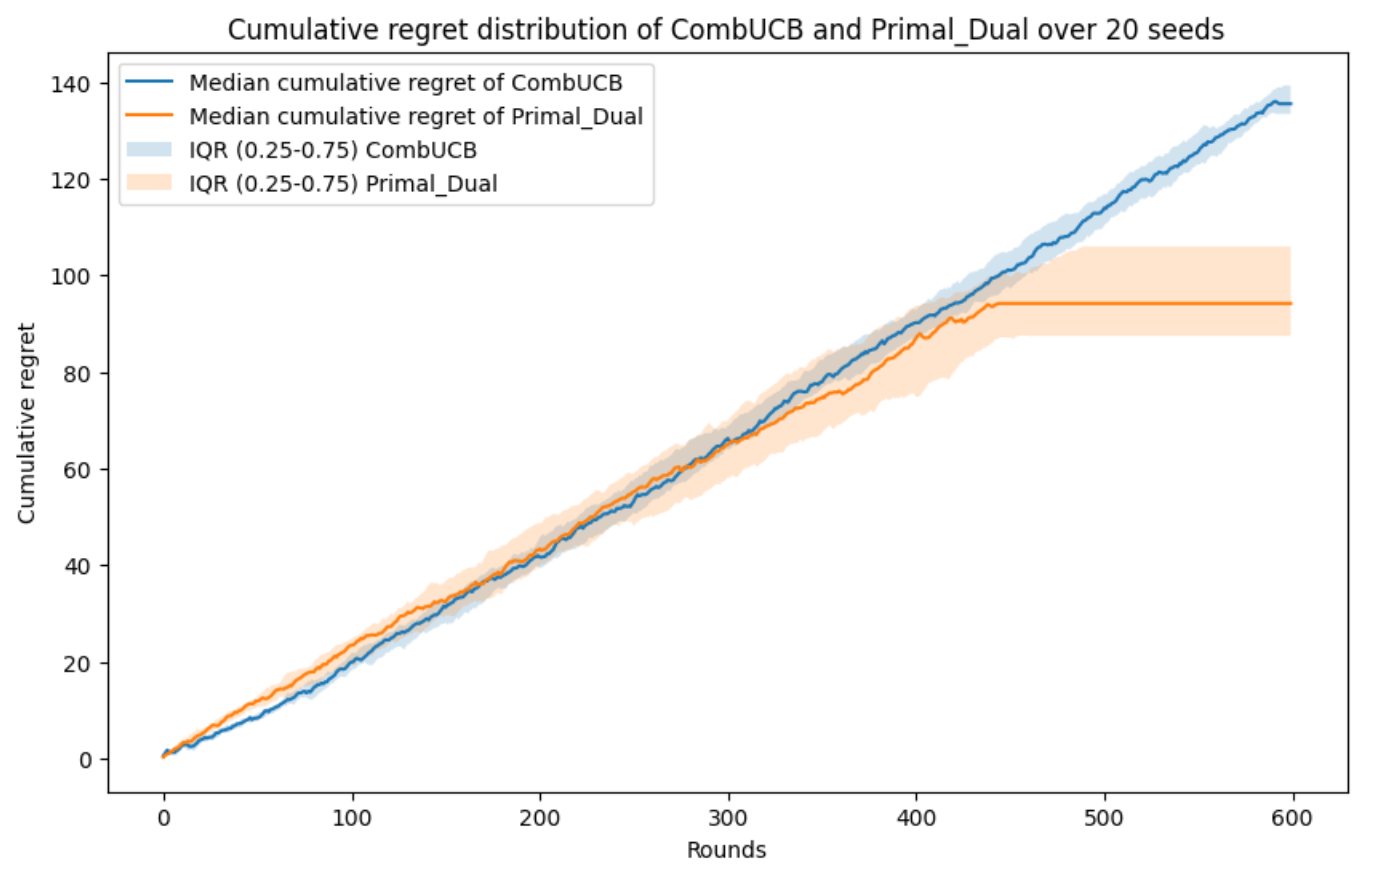 Cumulative regret distribution of CombUCB and Primal_Dual over 20 seeds
Median cumulative regret of CombUCB
Median cumulative regret of Primal_Dual
IQR (0.25-0.75) CombUCB
IQR (0.25-0.75) Primal_Dual
Cumulative regret
140
120
100
80
60
40
20
0
0 100 200 300 400 500 600
Rounds